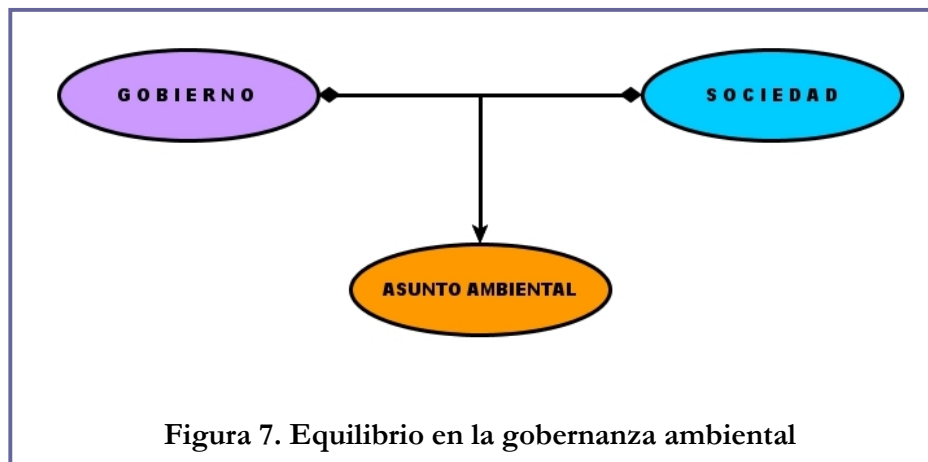 GOBIERNO
SOCIEDAD
ASUNTO AMBIENTAL
Figura 7. Equilibrio en la gobernanza ambiental